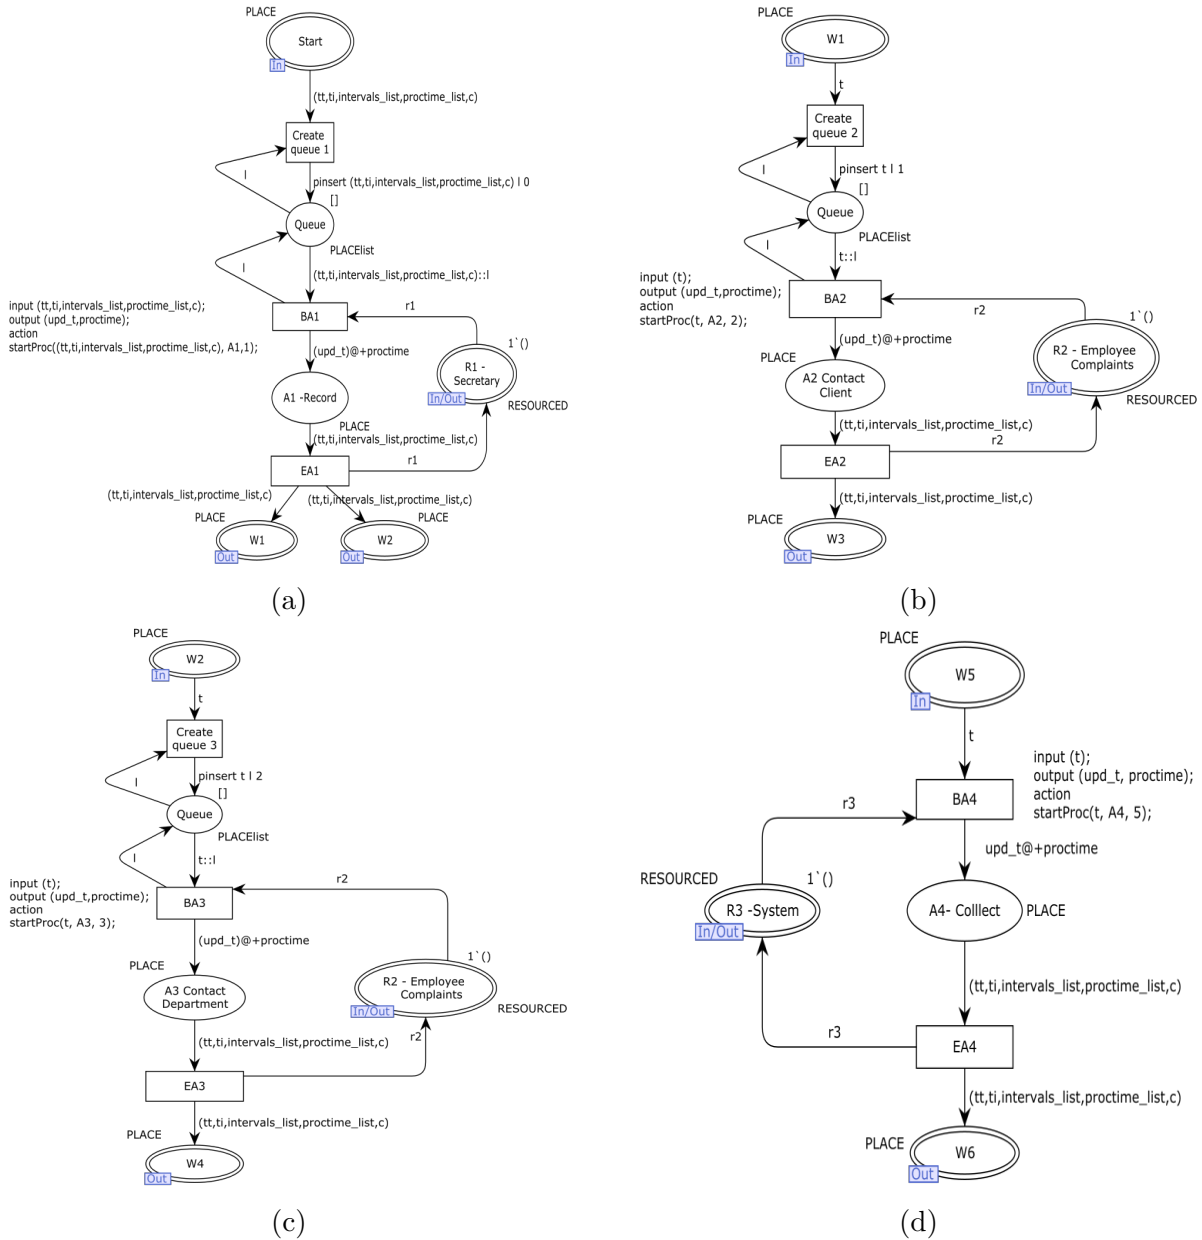 PLACE
Start
In
(tt,ti,intervals_list,proctime_list,c)
Create
queue 1
l
pinsert (tt,ti,intervals_list,proctime_list,c) l 0
[]
Queue
PLACElist
l
(tt,ti,intervals_list,proctime_list,c)::l
input (tt,ti,intervals_list,proctime_list,c);
output (upd_t,proctime);
action
startProc((tt,ti,intervals_list,proctime_list,c), A1,1);
BA1
r1
1`()
(upd_t)@+proctime
R1 -
Secretary
In/Out
RESOURCED
A1 -Record
PLACE
(tt,ti,intervals_list,proctime_list,c)
EA1
r1
(tt,ti,intervals_list,proctime_list,c)
(tt,ti,intervals_list,proctime_list,c)
PLACE
PLACE
W1
W2
Out
Out
(a)
PLACE
W1
In
t
Create
queue 2
l
pinsert t l 1
[]
Queue
PLACElist
l
t::l
input (t);
output (upd_t,proctime);
action
startProc(t, A2, 2);
BA2
r2
1`()
(upd_t)@+proctime
PLACE
R2 - Employee
Complaints
In/Out
RESOURCED
A2 Contact
Client
(tt,ti,intervals_list,proctime_list,c)
r2
EA2
(tt,ti,intervals_list,proctime_list,c)
PLACE
W3
Out
(b)
PLACE
W2
In
t
Create
queue 3
l
pinsert t l 2
[]
Queue
PLACElist
l
t::l
input (t);
output (upd_t,proctime);
action
startProc(t, A3, 3);
BA3
r2
(upd_t)@+proctime
PLACE
1`()
A3 Contact
Department
R2 - Employee
Complaints
In/Out
RESOURCED
(tt,ti,intervals_list,proctime_list,c)
r2
EA3
(tt,ti,intervals_list,proctime_list,c)
PLACE
W4
Out
(c)
PLACE
W5
In
t
input (t);
output (upd_t, proctime);
action
startProc(t, A4, 5);
BA4
r3
upd_t@+proctime
RESOURCED
1`()
R3 -System
In/Out
A4- Colllect
PLACE
(tt,ti,intervals_list,proctime_list,c)
r3
EA4
(tt,ti,intervals_list,proctime_list,c)
PLACE
W6
Out
(d)